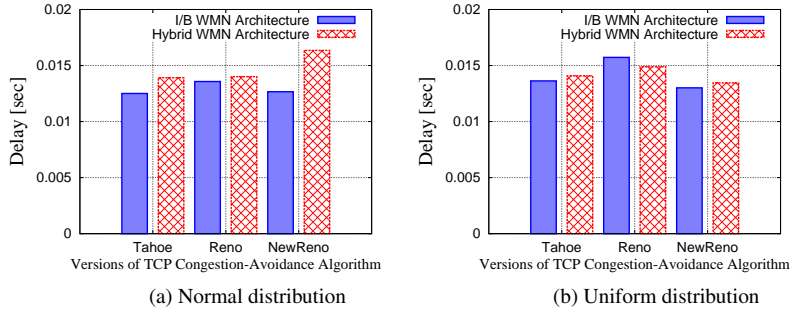 0.02
I/B WMN Architecture
Hybrid WMN Architecture
0.015
0.01
0.005
0
Delay [sec]
Tahoe Reno NewReno
Versions of TCP Congestion-Avoidance Algorithm
(a) Normal distribution
0.02
I/B WMN Architecture
Hybrid WMN Architecture
0.015
0.01
0.005
0
Delay [sec]
Tahoe Reno NewReno
Versions of TCP Congestion-Avoidance Algorithm
(b) Uniform distribution